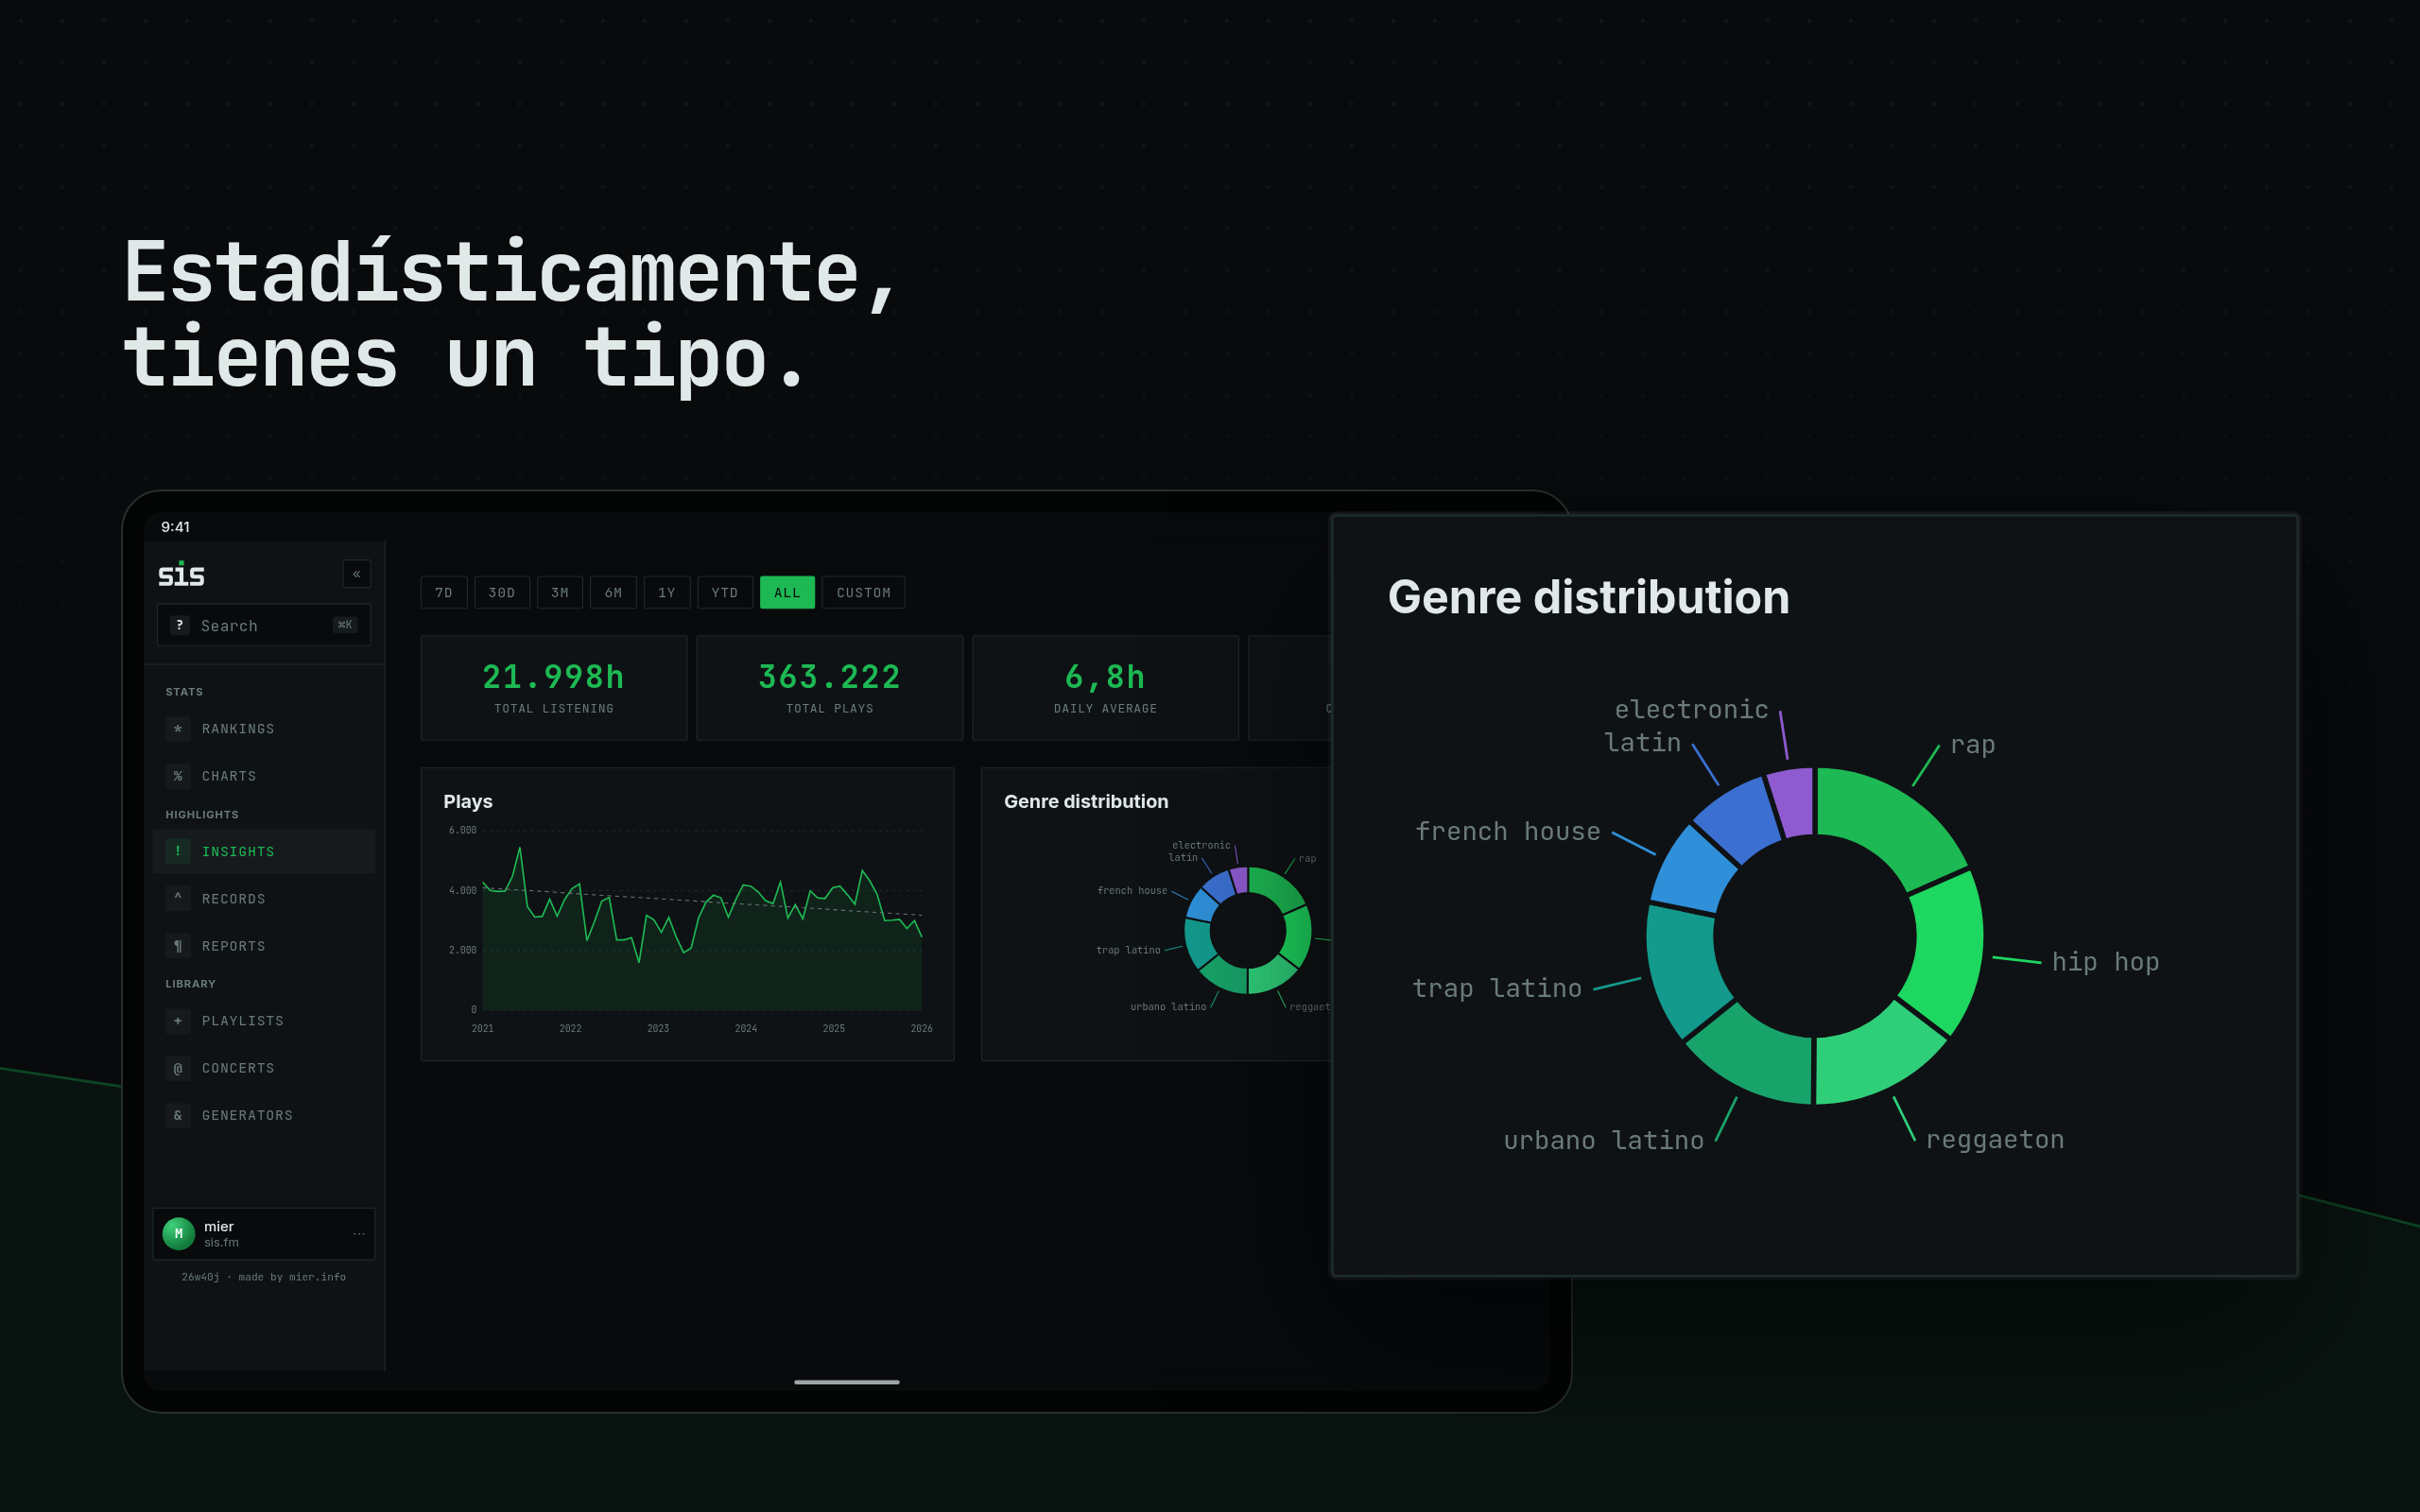 Estadísticamente,
tienes un tipo.
9:41
sis
«
? Search ⌘K
STATS
* RANKINGS
% CHARTS
HIGHLIGHTS
! INSIGHTS
^ RECORDS
¶ REPORTS
LIBRARY
+ PLAYLISTS
@ CONCERTS
& GENERATORS
M mier
sis.fm
26w40j · made by mier.info
7D 30D 3M 6M 1Y YTD ALL CUSTOM
21.998h
TOTAL LISTENING
363.222
TOTAL PLAYS
6,8h
DAILY AVERAGE
Plays
6.000
4.000
2.000
0
2021 2022 2023 2024 2025 2026
Genre distribution
electronic
latin
rap
french house
trap latino
urbano latino
reggaet
Genre distribution
electronic
latin
rap
french house
hip hop
trap latino
urbano latino
reggaeton